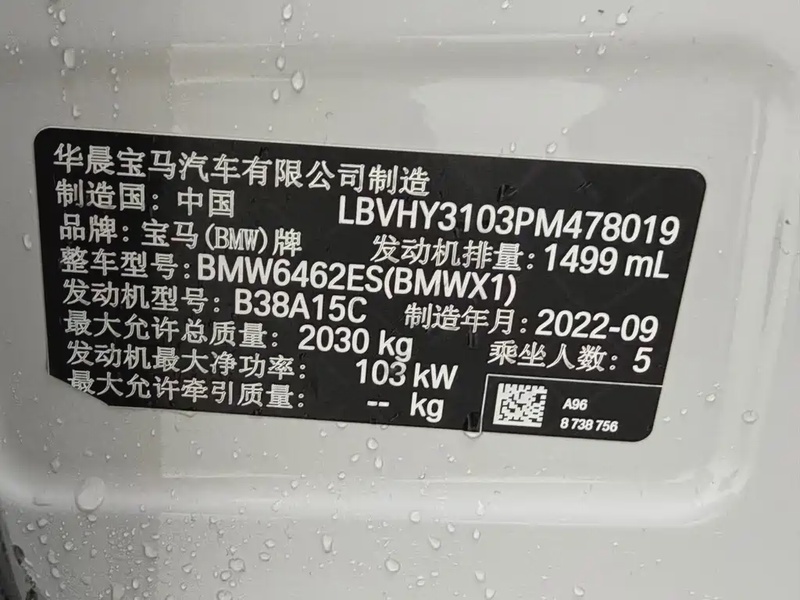 华晨宝马汽车有限公司制造
制造国: 中国 LBVHY3103PM478019
品牌: 宝马(BMW)牌 发动机排量: 1499 mL
整车型号: BMW6462ES(BMWX1)
发动机型号: B38A15C 制造年月: 2022-09
最大允许总质量: 2030 kg 乘坐人数: 5
发动机最大净功率: 103 kW
最大允许牵引质量: -- kg
A96
8 738 756